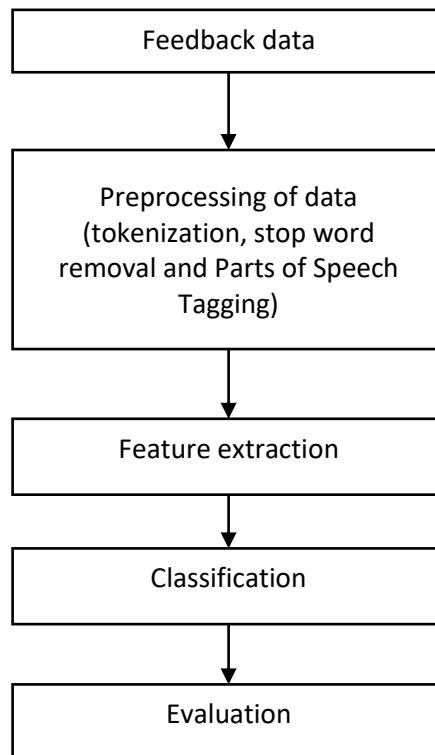 Feedback data
Preprocessing of data
(tokenization, stop word
removal and Parts of Speech
Tagging)
Feature extraction
Classification
Evaluation